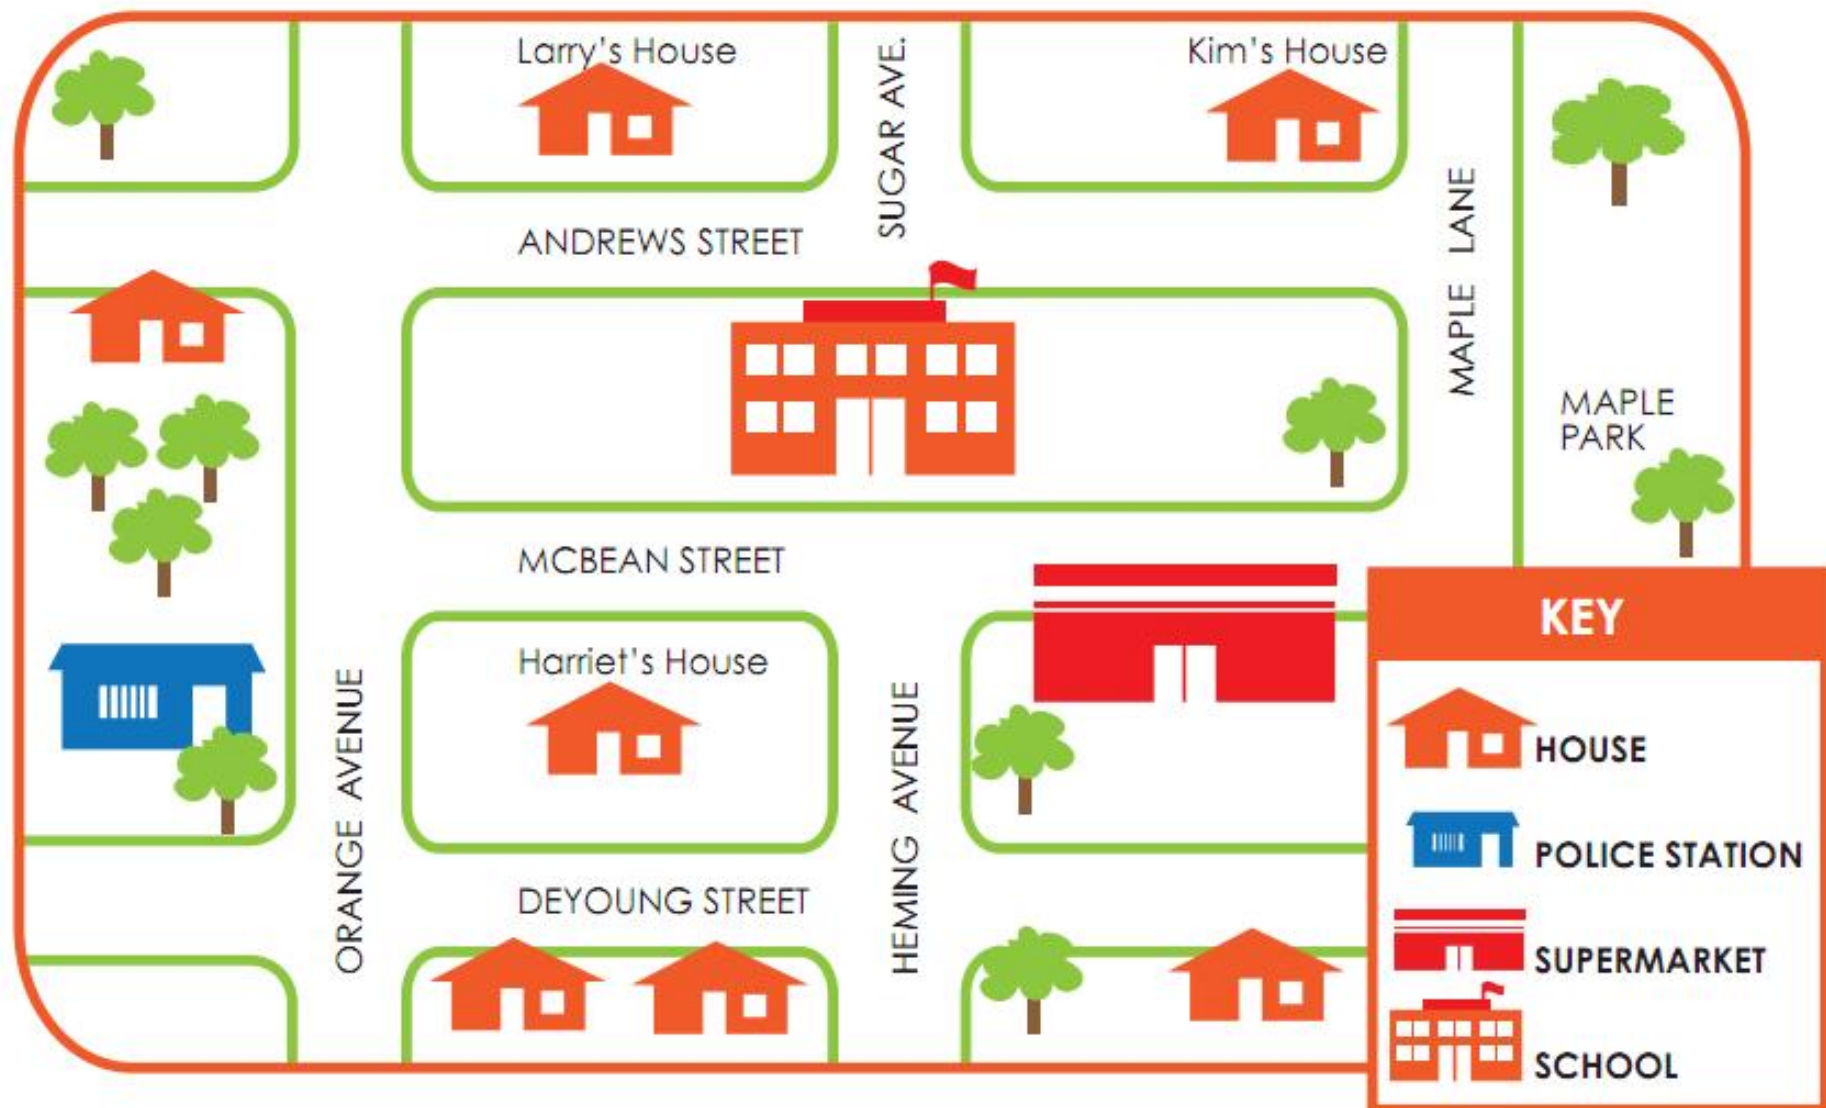 Larry's House
SUGAR AVE.
Kim's House
ANDREWS STREET
MAPLE LANE
MAPLE
PARK
MCBEAN STREET
KEY
Harriet's House
HOUSE
ORANGE AVENUE
HEMING AVENUE
POLICE STATION
DEYOUNG STREET
SUPERMARKET
SCHOOL